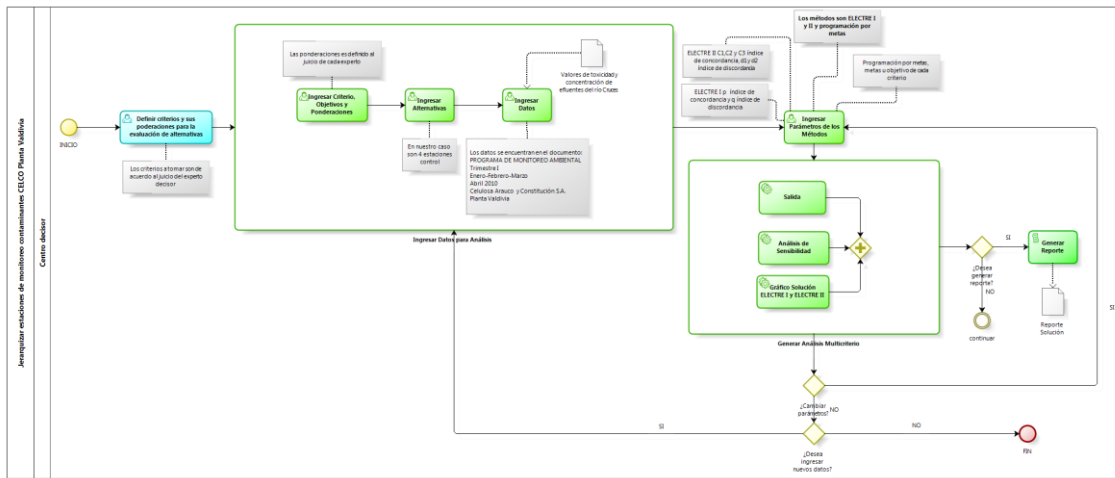 Jerarquizar estaciones de monitoreo contaminantes CELCO Planta Valdivia
Centro decisor
INICIO
Definir criterios y sus
poderaciones para la
evaluación de alternativas
Los criterios a tomar son de
acuerdo al juicio del experto
decisor
Las ponderaciones es definido al
juicio de cada experto
Ingresar Criterio,
Objetivos y
Ponderaciones
Ingresar
Alternativas
En nuestro caso
son 4 estaciones
control
Valores de toxicidad y
concentración de
efluentes del río Cruces
Ingresar
Datos
Los datos se encuentran en el documento:
PROGRAMA DE MONITOREO AMBIENTAL
Trimestre I
Enero-Febrero-Marzo
Abril 2010
Celulosa Arauco y Constitución S.A.
Planta Valdivia
Ingresar Datos para Análisis
Los métodos son ELECTRE I
y II y programación por
metas
ELECTRE II C1,C2 y C3 índice
de concordancia, d1 y d2
índice de discordancia
ELECTRE I p índice de
concordancia y q índice de
discordancia
Programación por metas,
metas u objetivo de cada
criterio
Ingresar
Parámetros de los
Métodos
Salida
Análisis de
Sensibilidad
Gráfico Solución
ELECTRE I y ELECTRE II
Generar Análisis Multicriterio
¿Desea
generar
reporte?
SI
NO
continuar
Generar
Reporte
Reporte
Solución
SI
¿Cambiar
parámetros?
NO
¿Desea
ingresar
nuevos datos?
SI
NO
FIN